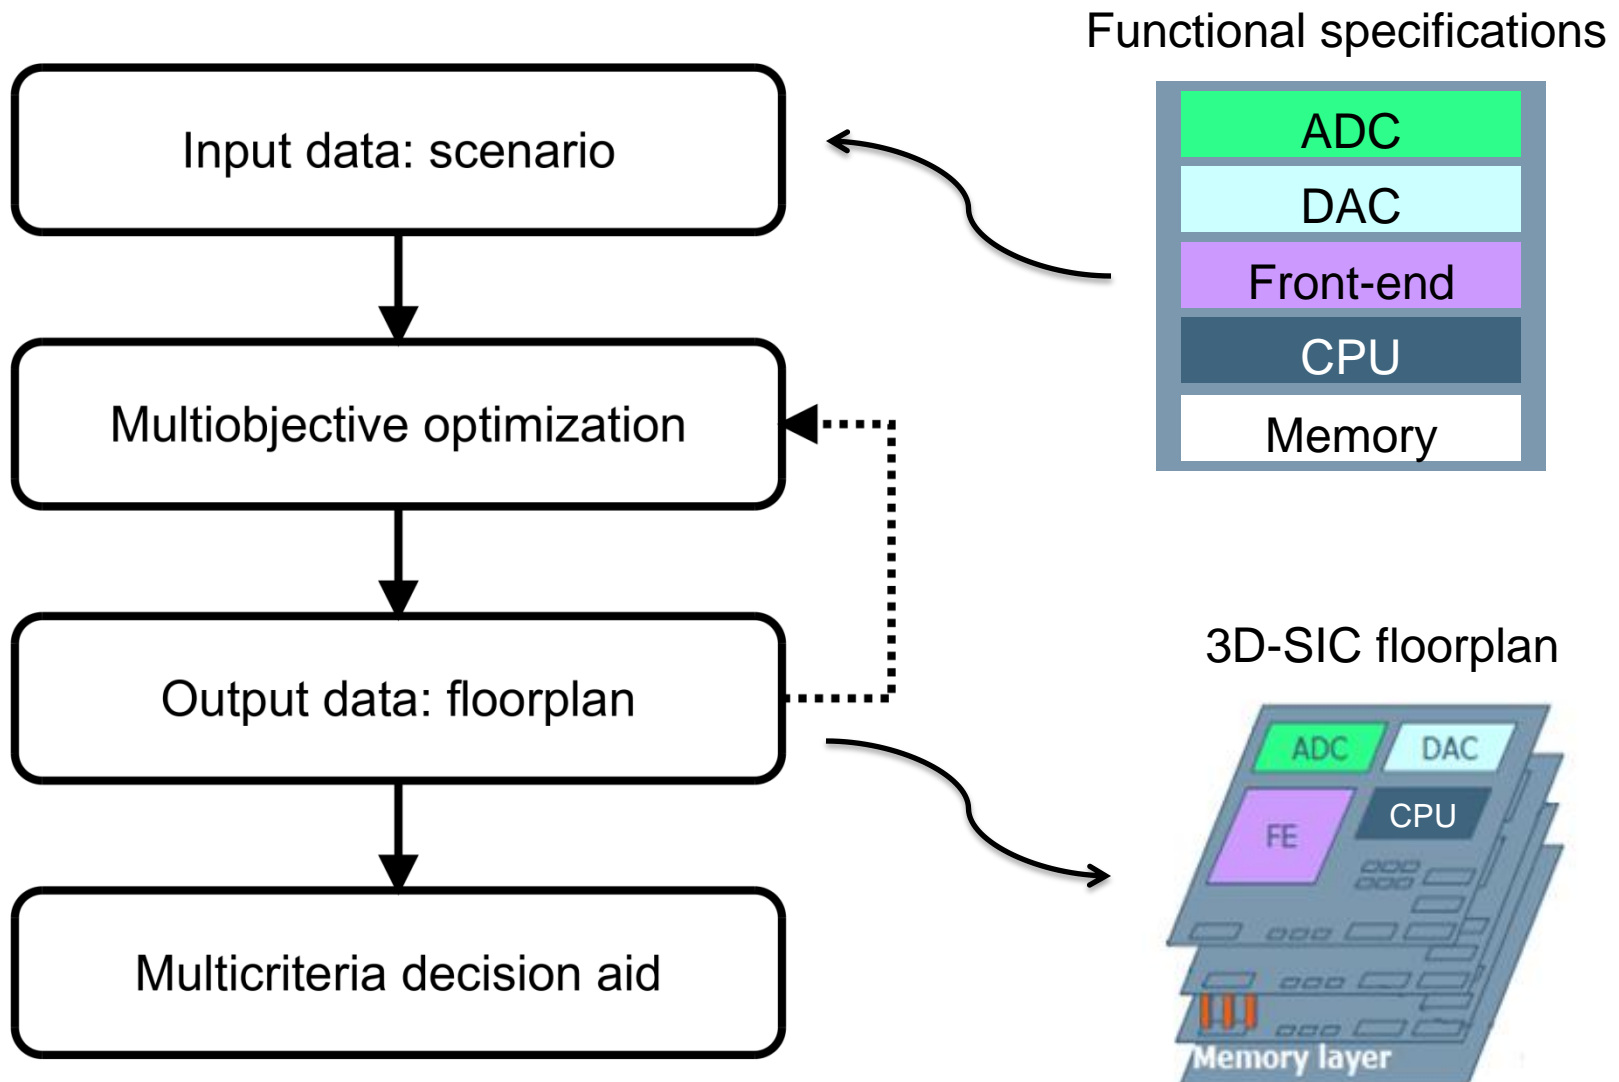 Functional specifications
Input data: scenario
ADC
DAC
Front-end
CPU
Memory
Multiobjective optimization
Output data: floorplan
Multicriteria decision aid
3D-SIC floorplan
ADC
DAC
FE
CPU
Memory layer